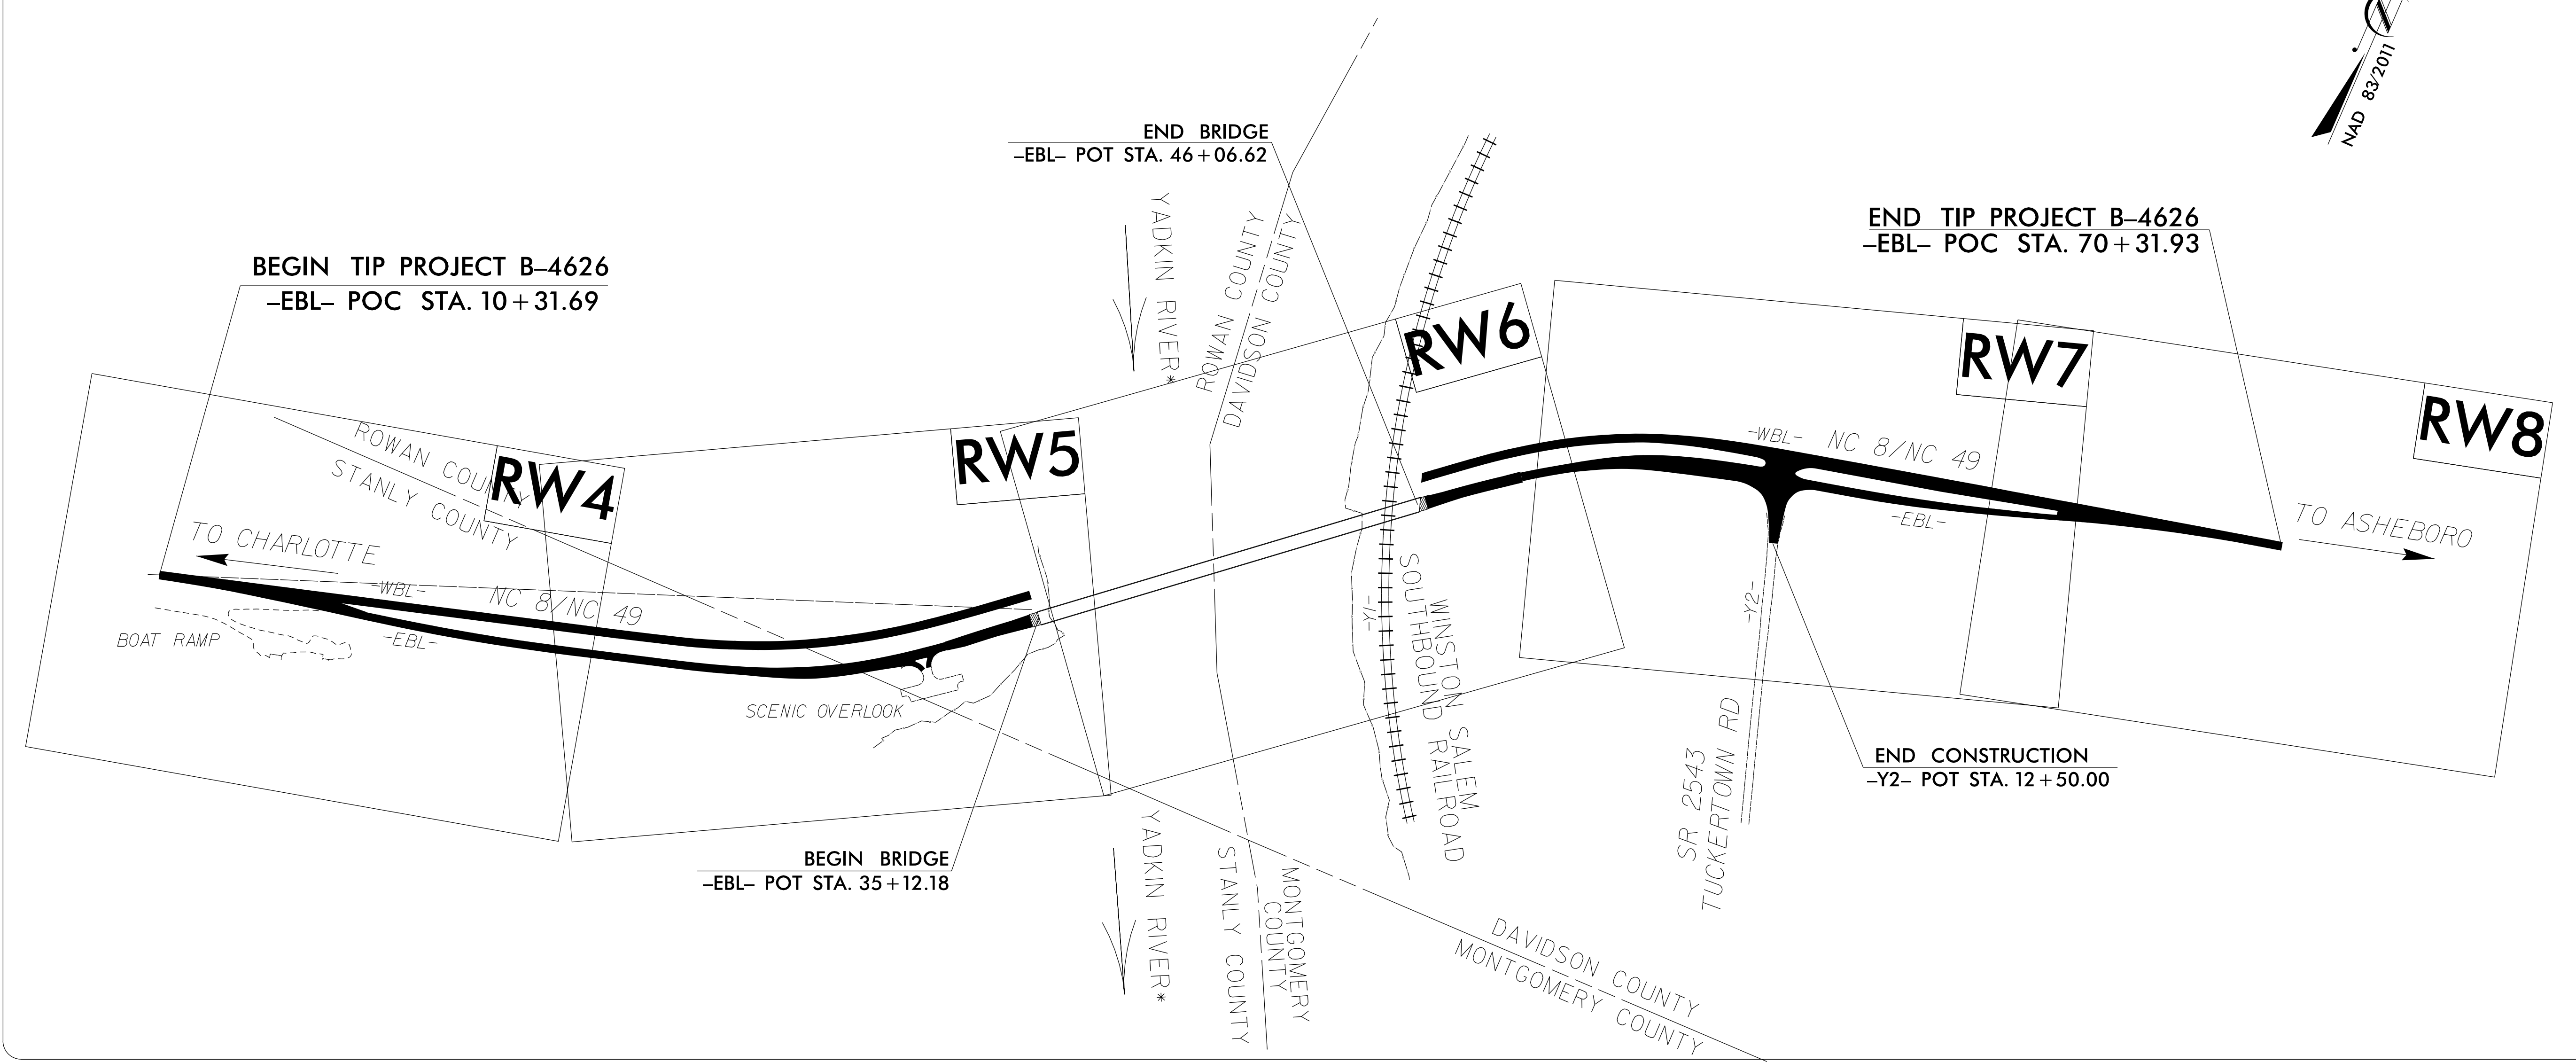 NAD 83/2011
END BRIDGE
–EBL– POT STA. 46+06.62
BEGIN TIP PROJECT B–4626
–EBL– POC STA. 10+31.69
END TIP PROJECT B–4626
–EBL– POC STA. 70+31.93
YADKIN RIVER*
ROWAN COUNTY
DAVIDSON COUNTY
RW4
RW5
RW6
RW7
RW8
ROWAN COUNTY
STANLY COUNTY
TO CHARLOTTE
-WBL-
NC 8/NC 49
-EBL-
BOAT RAMP
SCENIC OVERLOOK
-WBL-
NC 8/NC 49
-EBL-
TO ASHEBORO
-Y1-
WINSTON SALEM
SOUTHBOUND RAILROAD
-Y2-
SR 2543
TUCKERTOWN RD
END CONSTRUCTION
–Y2– POT STA. 12+50.00
BEGIN BRIDGE
–EBL– POT STA. 35+12.18
YADKIN RIVER*
STANLY COUNTY
MONTGOMERY
COUNTY
DAVIDSON COUNTY
MONTGOMERY COUNTY